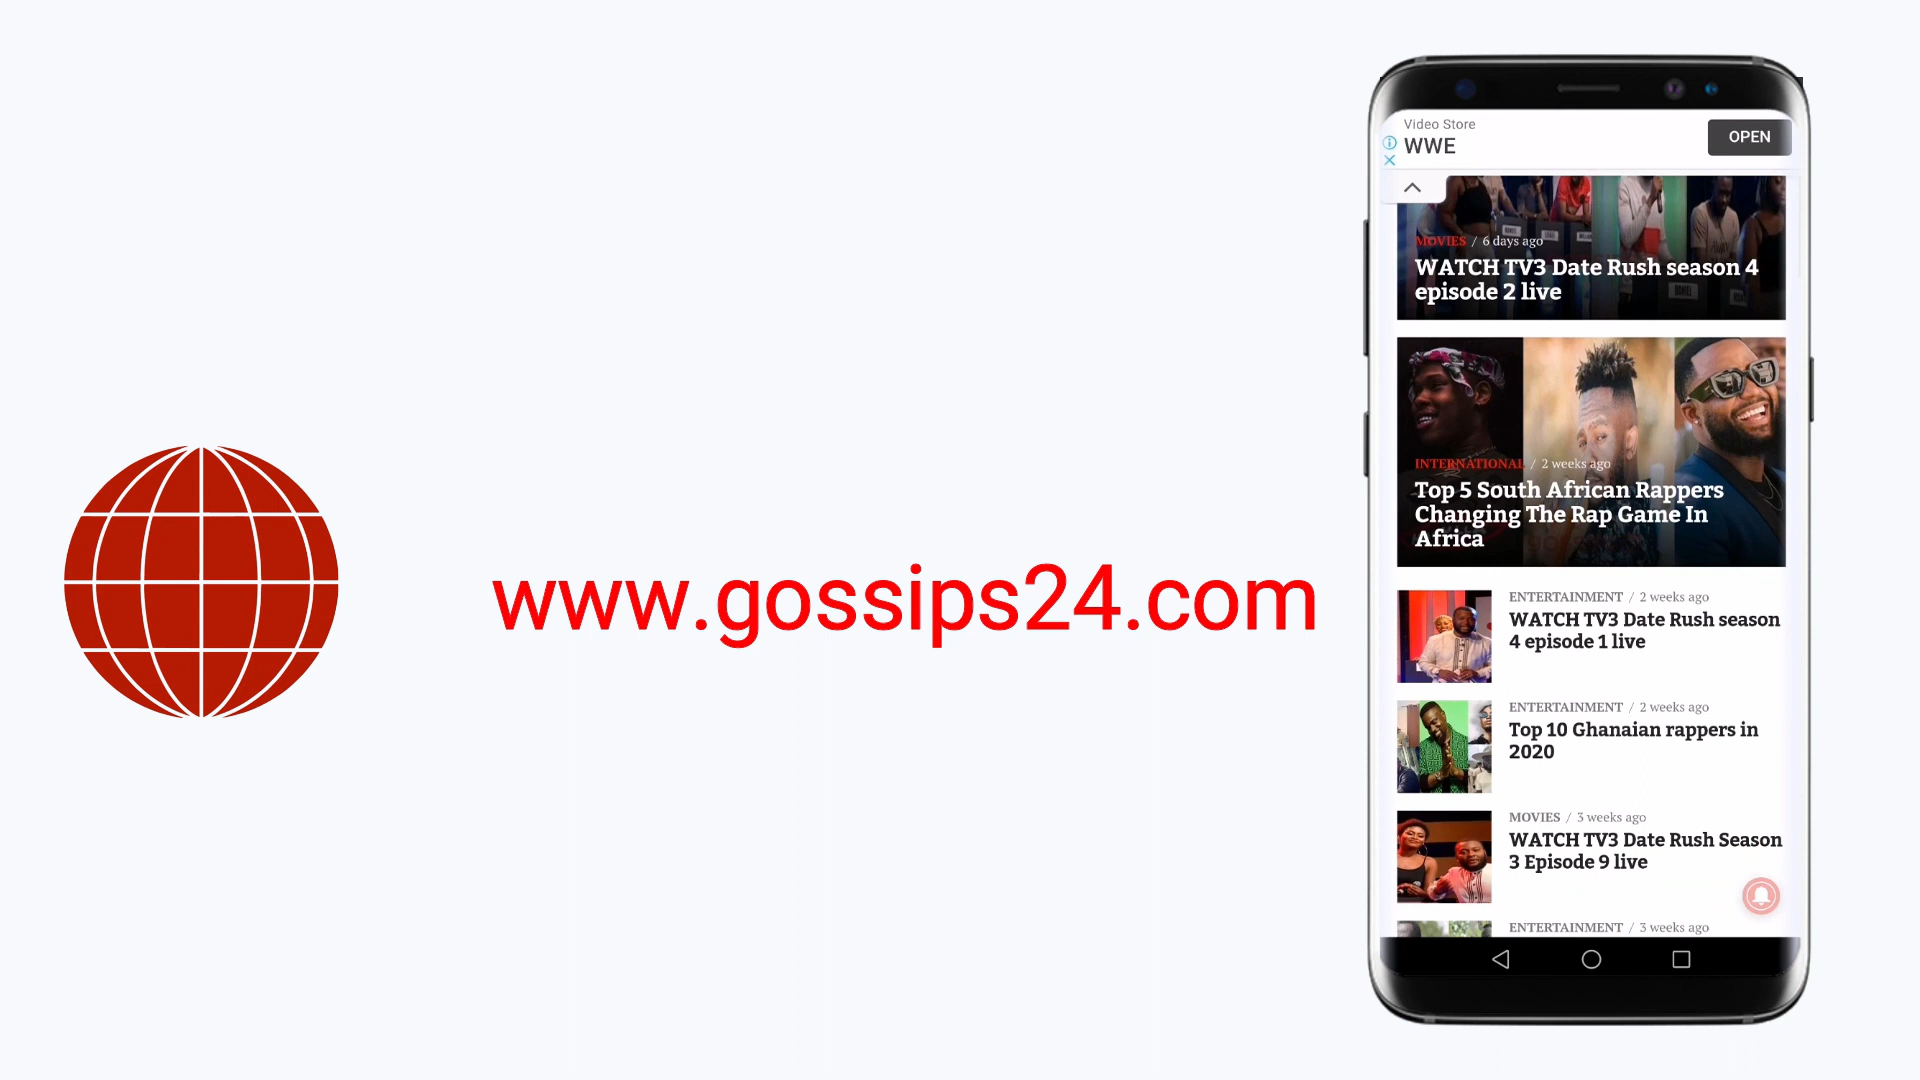 www.gossips24.com
Video Store
WWE
OPEN
MOVIES / 6 days ago
WATCH TV3 Date Rush season 4
episode 2 live
INTERNATIONAL / 2 weeks ago
Top 5 South African Rappers
Changing The Rap Game In
Africa
ENTERTAINMENT / 2 weeks ago
WATCH TV3 Date Rush season
4 episode 1 live
ENTERTAINMENT / 2 weeks ago
Top 10 Ghanaian rappers in
2020
MOVIES / 3 weeks ago
WATCH TV3 Date Rush Season
3 Episode 9 live
ENTERTAINMENT / 3 weeks ago